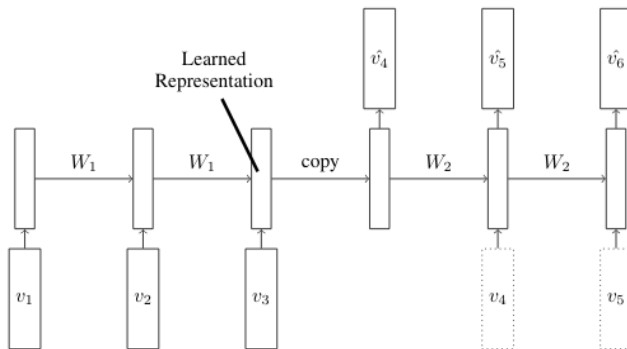 Learned
Representation
v̂₄
v̂₅
v̂₆
W₁
W₁
copy
W₂
W₂
v₁
v₂
v₃
v₄
v₅